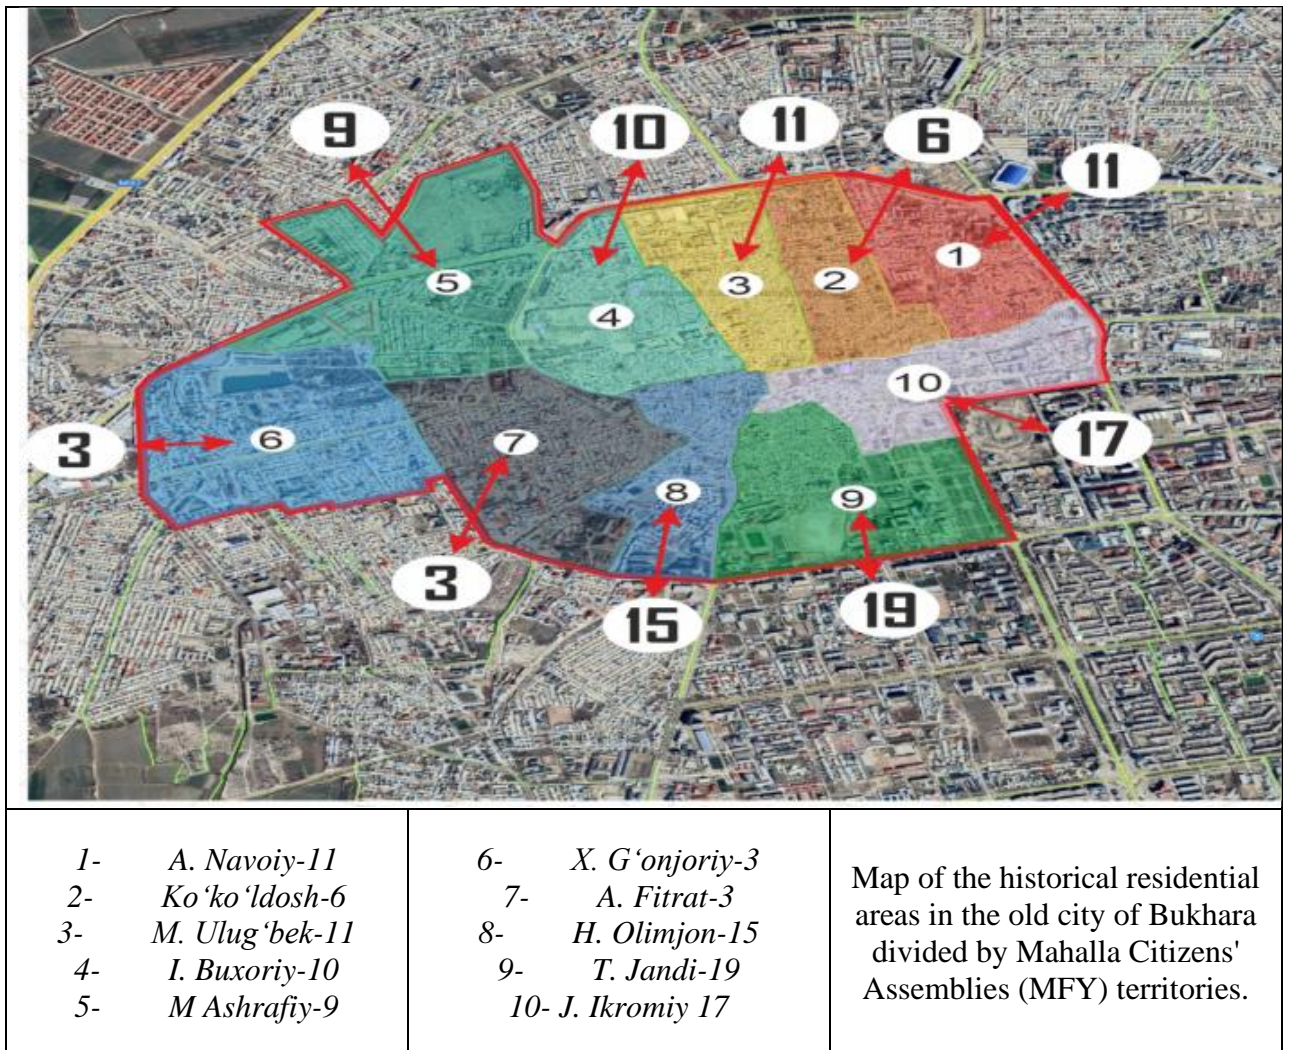 9
10
11
6
11
5
4
3
2
1
10
17
3
6
7
8
9
3
15
19
1- A. Navoiy-11
2- Ko‘ko‘ldosh-6
3- M. Ulug‘bek-11
4- I. Buxoriy-10
5- M Ashrafiy-9
6- X. G‘onjoriy-3
7- A. Fitrat-3
8- H. Olimjon-15
9- T. Jandi-19
10- J. Ikromiy 17
Map of the historical residential
areas in the old city of Bukhara
divided by Mahalla Citizens'
Assemblies (MFY) territories.